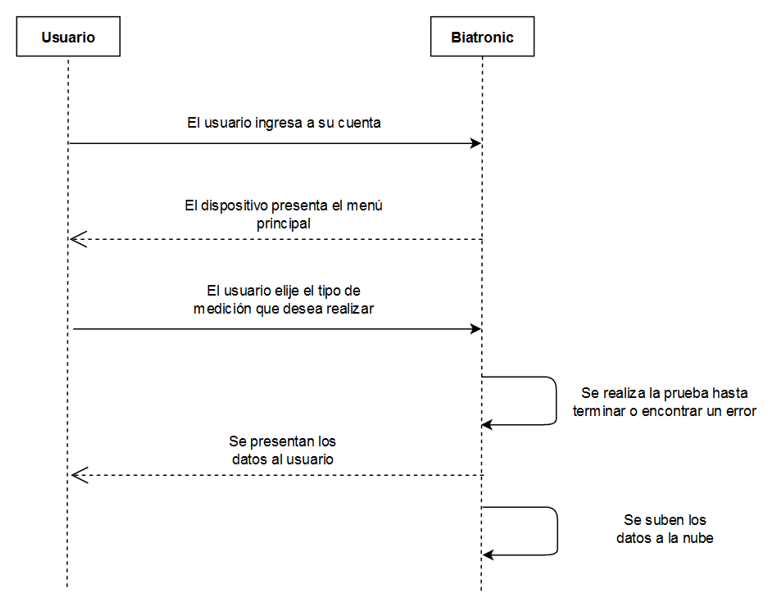 Usuario
Biatronic
El usuario ingresa a su cuenta
El dispositivo presenta el menú
principal
El usuario elije el tipo de
medición que desea realizar
Se realiza la prueba hasta
terminar o encontrar un error
Se presentan los
datos al usuario
Se suben los
datos a la nube